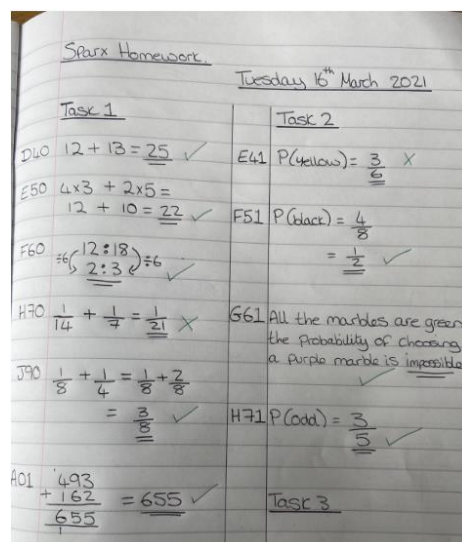 Sparx Homework.
Tuesday 16th March 2021
Task 1
D40 12 + 13 = 25 ✓
E50 4x3 + 2x5 =
12 + 10 = 22 ✓
F60 ÷6 12:18 ÷6
2:3 ✓
H70 1/14 + 1/7 = 1/21 ✗
J90 1/8 + 1/4 = 1/8 + 2/8
= 3/8 ✓
A01 493
+ 162 = 655 ✓
655
1
Task 2
E41 P(yellow) = 3/6 ✗
F51 P(black) = 4/8
= 1/2 ✓
G61 All the marbles are green
the probability of choosing
a purple marble is impossible
✓
H71 P(odd) = 3/5 ✓
Task 3